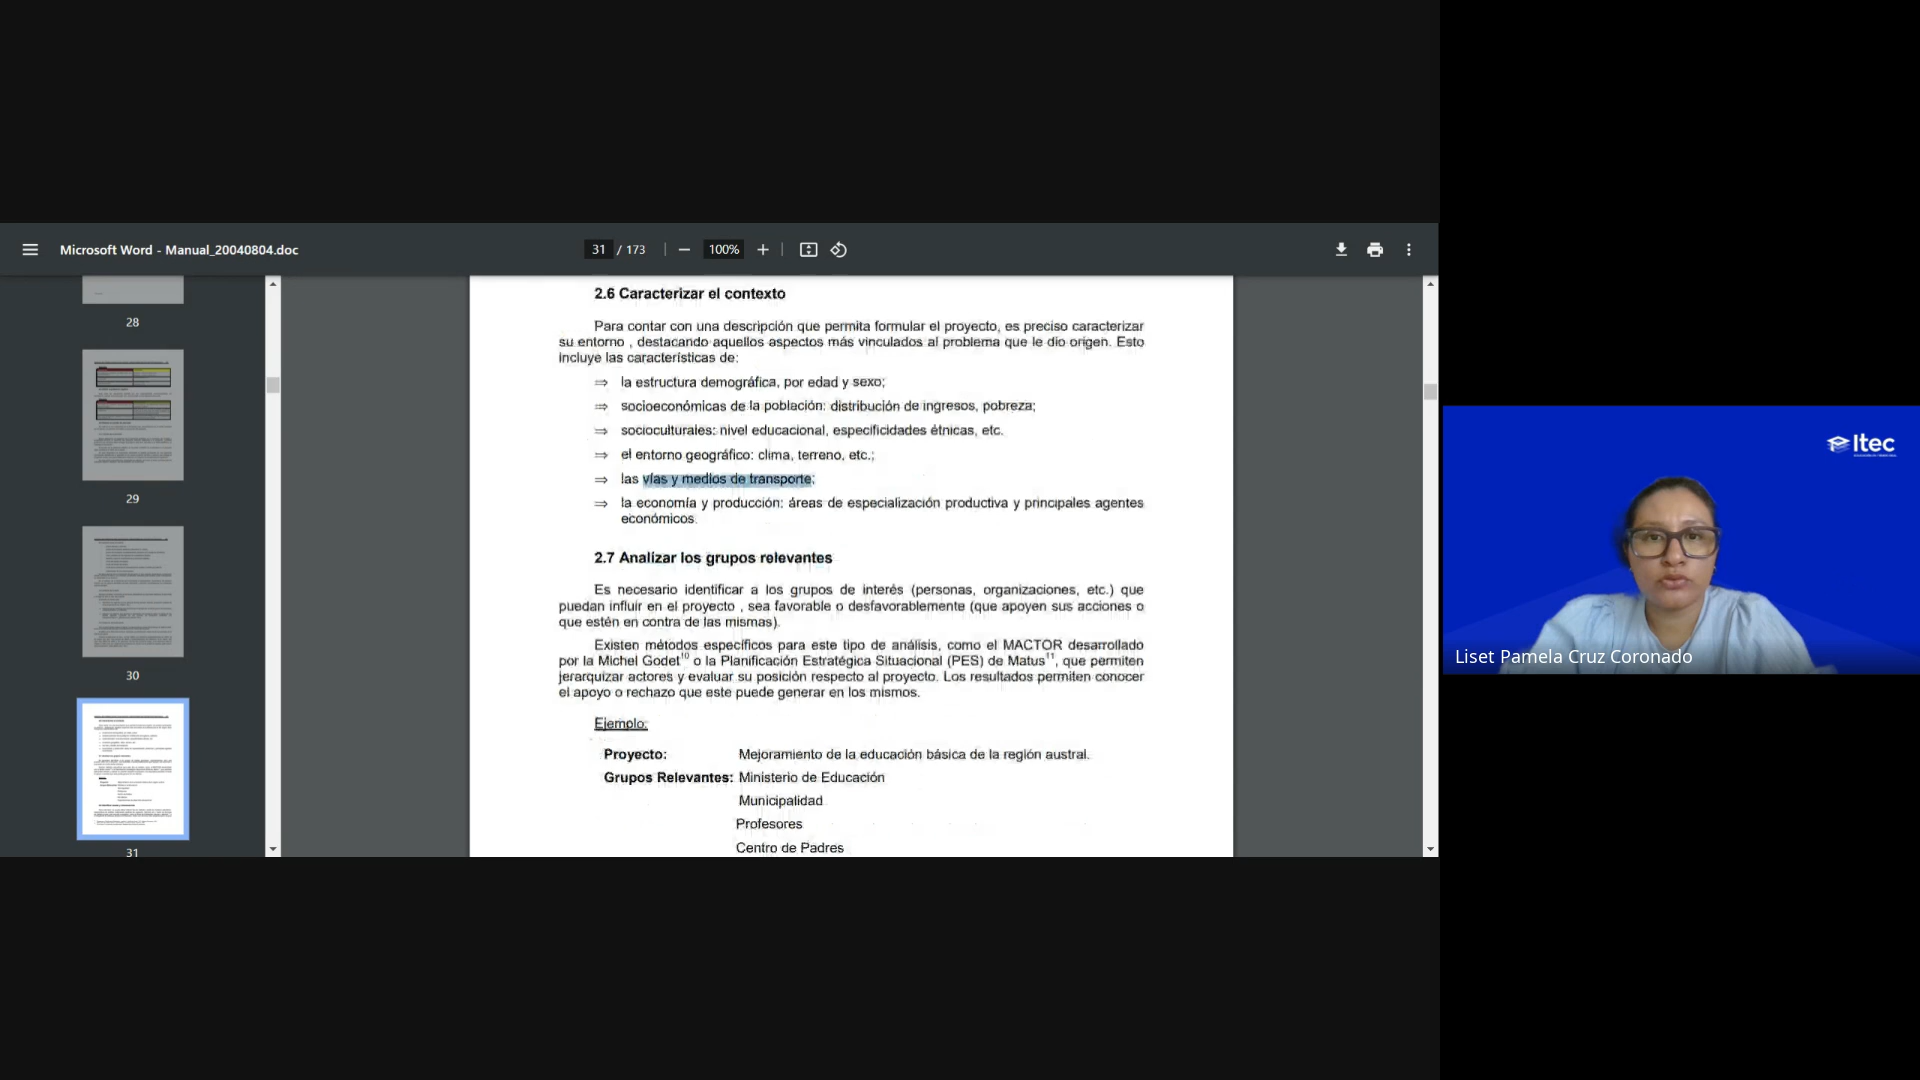 Microsoft Word - Manual_20040804.doc
31 / 173
100%
28
29
30
31
2.6 Caracterizar el contexto
Para contar con una descripción que permita formular el proyecto, es preciso caracterizar
su entorno , destacando aquellos aspectos más vinculados al problema que le dio origen. Esto
incluye las características de:
⇒ la estructura demográfica, por edad y sexo;
⇒ socioeconómicas de la población: distribución de ingresos, pobreza;
⇒ socioculturales: nivel educacional, especificidades étnicas, etc.
⇒ el entorno geográfico: clima, terreno, etc.;
⇒ las vías y medios de transporte;
⇒ la economía y producción: áreas de especialización productiva y principales agentes
económicos.
2.7 Analizar los grupos relevantes
Es necesario identificar a los grupos de interés (personas, organizaciones, etc.) que
puedan influir en el proyecto , sea favorable o desfavorablemente (que apoyen sus acciones o
que estén en contra de las mismas).
Existen métodos específicos para este tipo de análisis, como el MACTOR desarrollado
por la Michel Godet10 o la Planificación Estratégica Situacional (PES) de Matus11, que permiten
jerarquizar actores y evaluar su posición respecto al proyecto. Los resultados permiten conocer
el apoyo o rechazo que este puede generar en los mismos.
Ejemplo:
Proyecto: Mejoramiento de la educación básica de la región austral.
Grupos Relevantes: Ministerio de Educación
Municipalidad
Profesores
Centro de Padres
Itec
Liset Pamela Cruz Coronado